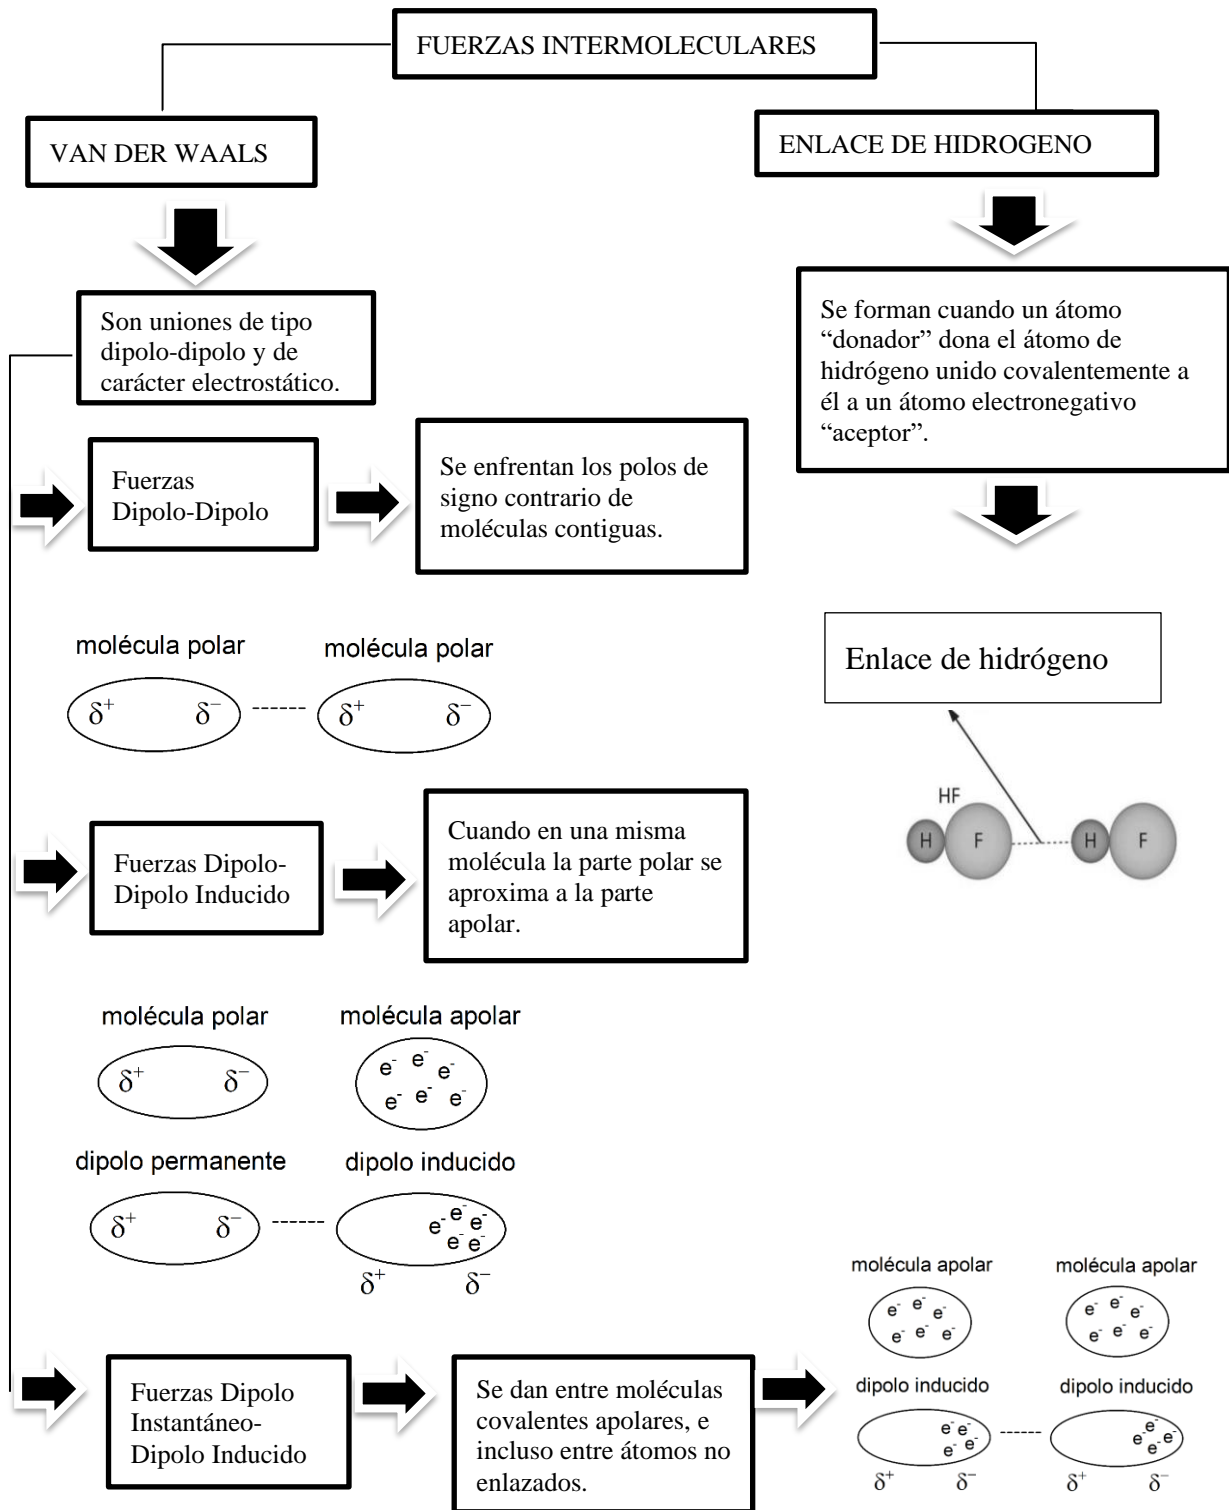 FUERZAS INTERMOLECULARES
VAN DER WAALS
ENLACE DE HIDROGENO
Son uniones de tipo
dipolo-dipolo y de
carácter electrostático.
Se forman cuando un átomo
“donador” dona el átomo de
hidrógeno unido covalentemente a
él a un átomo electronegativo
“aceptor”.
Fuerzas
Dipolo-Dipolo
Se enfrentan los polos de
signo contrario de
moléculas contiguas.
molécula polar
molécula polar
δ⁺ δ⁻ ------ δ⁺ δ⁻
Enlace de hidrógeno
HF
H F H F
Fuerzas Dipolo-
Dipolo Inducido
Cuando en una misma
molécula la parte polar se
aproxima a la parte
apolar.
molécula polar
molécula apolar
δ⁺ δ⁻
e⁻ e⁻ e⁻
e⁻ e⁻ e⁻
dipolo permanente
dipolo inducido
δ⁺ δ⁻ ------
e⁻ e⁻ e⁻
e⁻ e⁻
δ⁺ δ⁻
Fuerzas Dipolo
Instantáneo-
Dipolo Inducido
Se dan entre moléculas
covalentes apolares, e
incluso entre átomos no
enlazados.
molécula apolar
molécula apolar
e⁻ e⁻ e⁻
e⁻ e⁻ e⁻
e⁻ e⁻ e⁻
e⁻ e⁻ e⁻
dipolo inducido
dipolo inducido
e⁻ e⁻
e⁻ e⁻
------
e⁻
e⁻ e⁻ e⁻
δ⁺ δ⁻
δ⁺ δ⁻